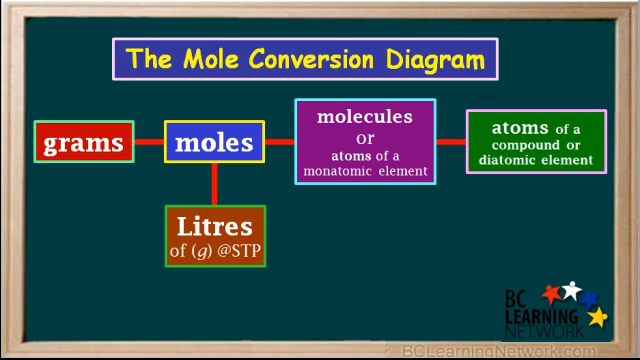 The Mole Conversion Diagram
grams
moles
molecules
or
atoms of a
monatomic element
atoms of a
compound or
diatomic element
Litres
of (g) @STP
BC
LEARNING
NETWORK
BCLearningNetwork.com